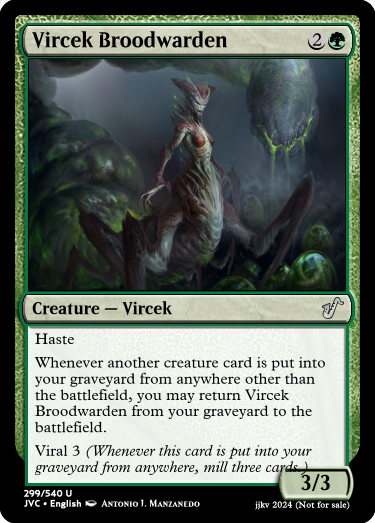 Vircek Broodwarden 2
Creature — Vircek
Haste
Whenever another creature card is put into
your graveyard from anywhere other than
the battlefield, you may return Vircek
Broodwarden from your graveyard to the
battlefield.
Viral 3 (Whenever this card is put into your
graveyard from anywhere, mill three cards.)
3/3
299/540 U
JVC • English Antonio J. Manzanedo
jjkv 2024 (Not for sale)